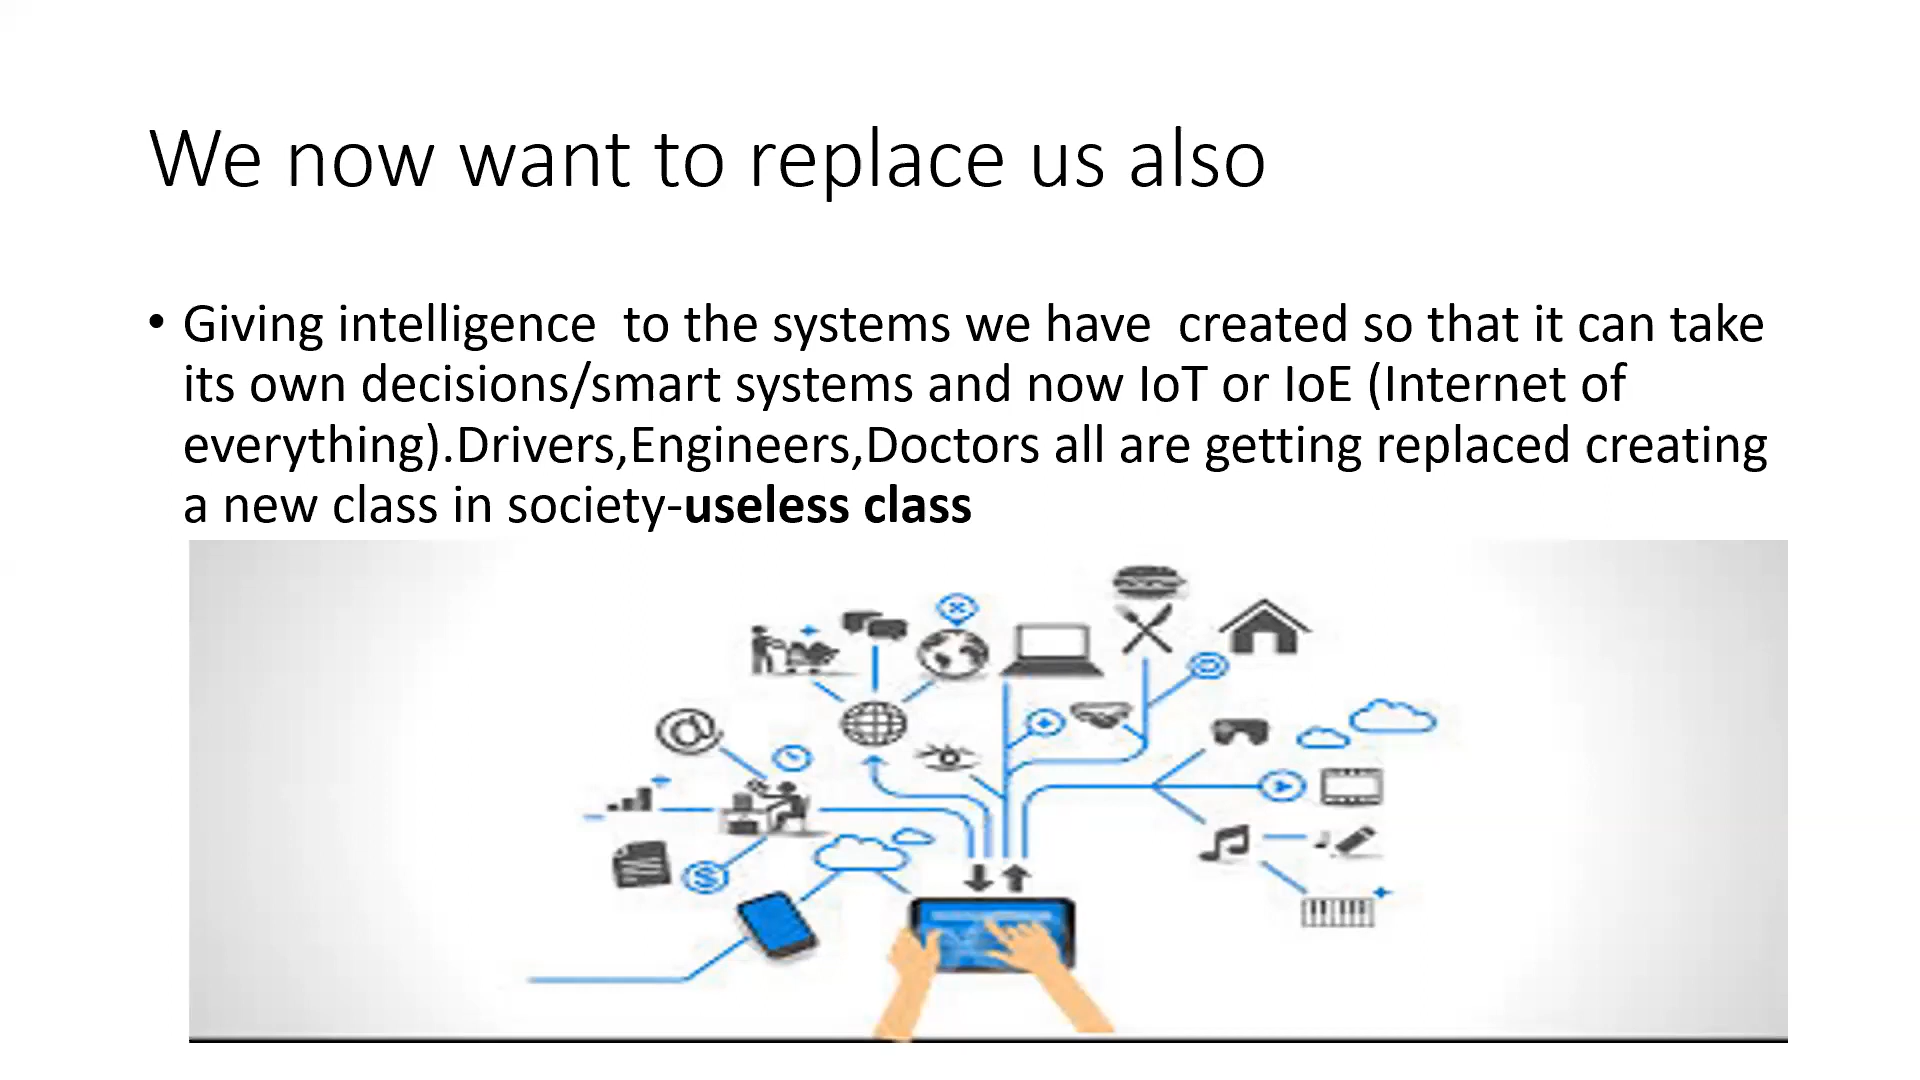 We now want to replace us also
• Giving intelligence  to the systems we have  created so that it can take
its own decisions/smart systems and now IoT or IoE (Internet of
everything).Drivers,Engineers,Doctors all are getting replaced creating
a new class in society-useless class